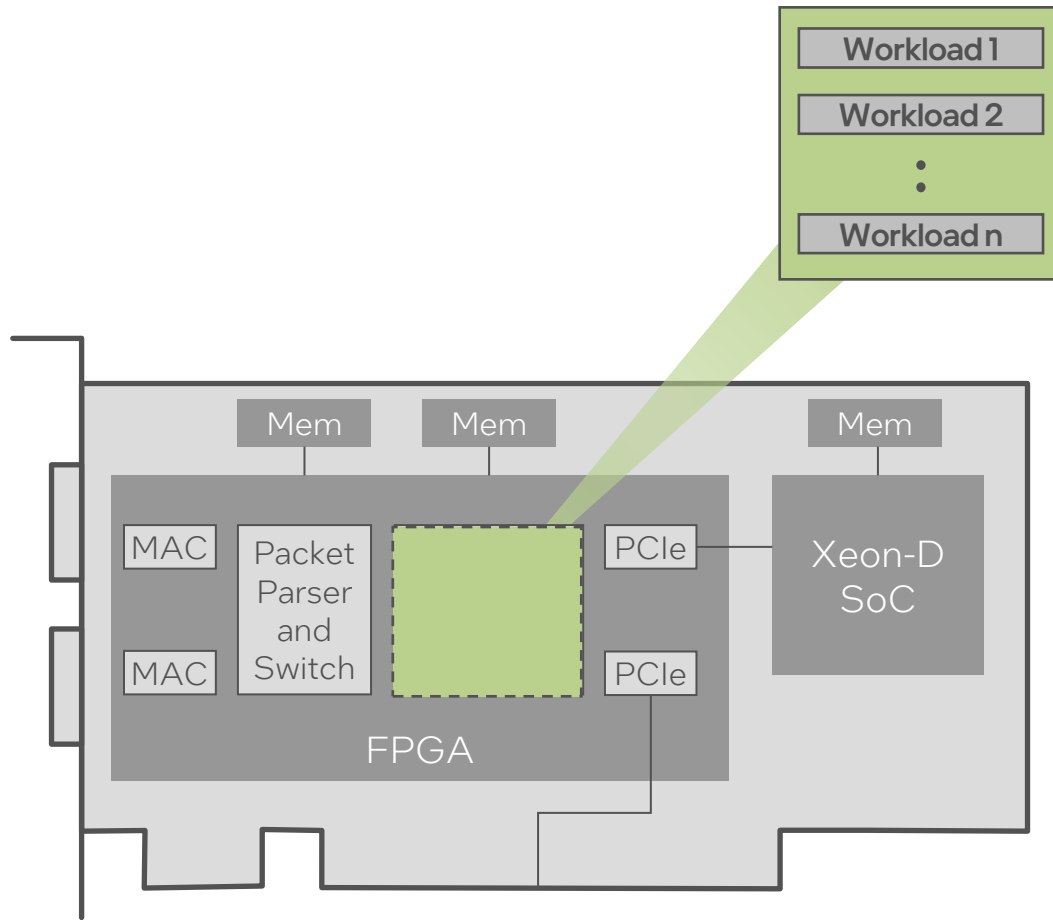 Workload 1
Workload 2
Workload n
Mem
Mem
Mem
MAC
Packet
Parser
and
Switch
PCIe
Xeon-D
SoC
MAC
PCIe
FPGA